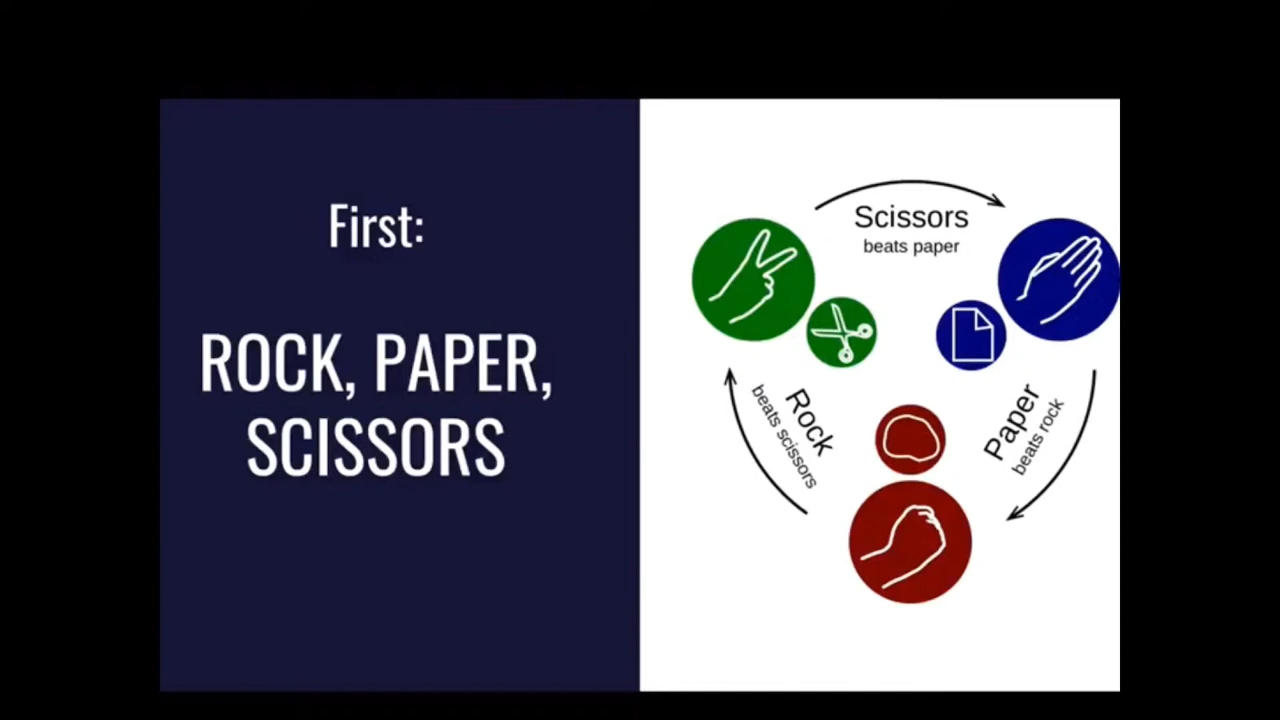 First:
ROCK, PAPER,
SCISSORS
Scissors
beats paper
Rock
beats scissors
Paper
beats rock